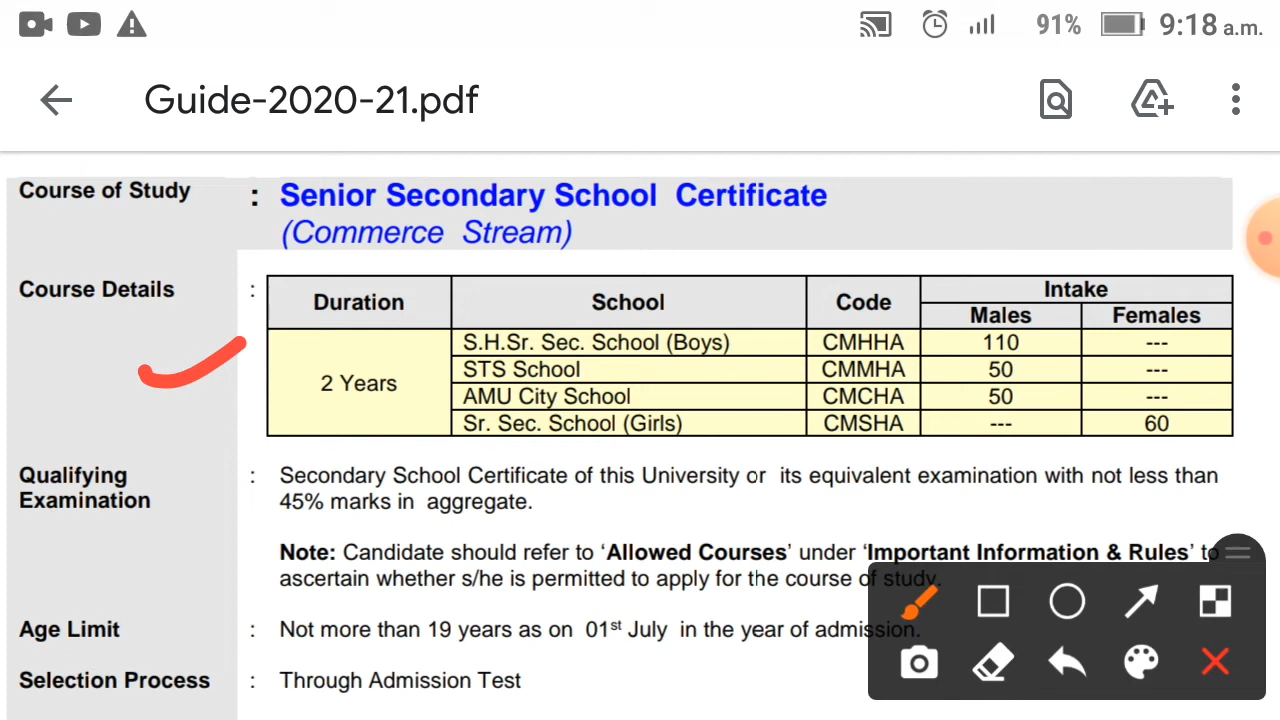 91% 9:18 a.m.
Guide-2020-21.pdf
Course of Study : Senior Secondary School Certificate
(Commerce Stream)
Course Details :
Duration School Code Intake
Males Females
2 Years
S.H.Sr. Sec. School (Boys) CMHHA 110 ---
STS School CMMHA 50 ---
AMU City School CMCHA 50 ---
Sr. Sec. School (Girls) CMSHA --- 60
Qualifying Examination : Secondary School Certificate of this University or its equivalent examination with not less than
45% marks in aggregate.
Note: Candidate should refer to ‘Allowed Courses’ under ‘Important Information & Rules’ to
ascertain whether s/he is permitted to apply for the course of study.
Age Limit : Not more than 19 years as on 01st July in the year of admission.
Selection Process : Through Admission Test